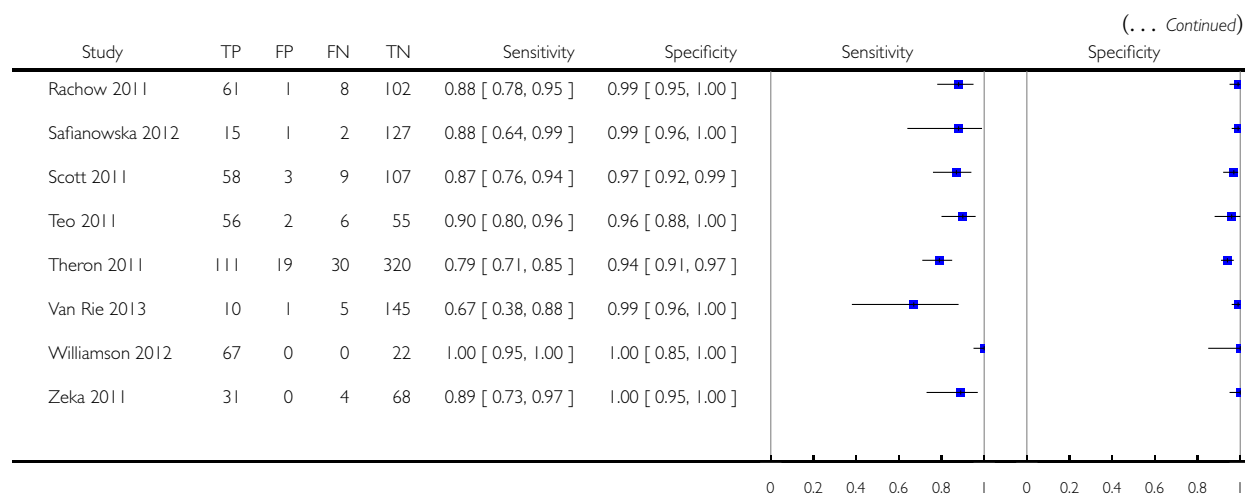 (... Continued)
Study TP FP FN TN Sensitivity Specificity Sensitivity Specificity
Rachow 2011 61 1 8 102 0.88 [ 0.78, 0.95 ] 0.99 [ 0.95, 1.00 ]
Safianowska 2012 15 1 2 127 0.88 [ 0.64, 0.99 ] 0.99 [ 0.96, 1.00 ]
Scott 2011 58 3 9 107 0.87 [ 0.76, 0.94 ] 0.97 [ 0.92, 0.99 ]
Teo 2011 56 2 6 55 0.90 [ 0.80, 0.96 ] 0.96 [ 0.88, 1.00 ]
Theron 2011 111 19 30 320 0.79 [ 0.71, 0.85 ] 0.94 [ 0.91, 0.97 ]
Van Rie 2013 10 1 5 145 0.67 [ 0.38, 0.88 ] 0.99 [ 0.96, 1.00 ]
Williamson 2012 67 0 0 22 1.00 [ 0.95, 1.00 ] 1.00 [ 0.85, 1.00 ]
Zeka 2011 31 0 4 68 0.89 [ 0.73, 0.97 ] 1.00 [ 0.95, 1.00 ]
0 0.2 0.4 0.6 0.8 1 0 0.2 0.4 0.6 0.8 1